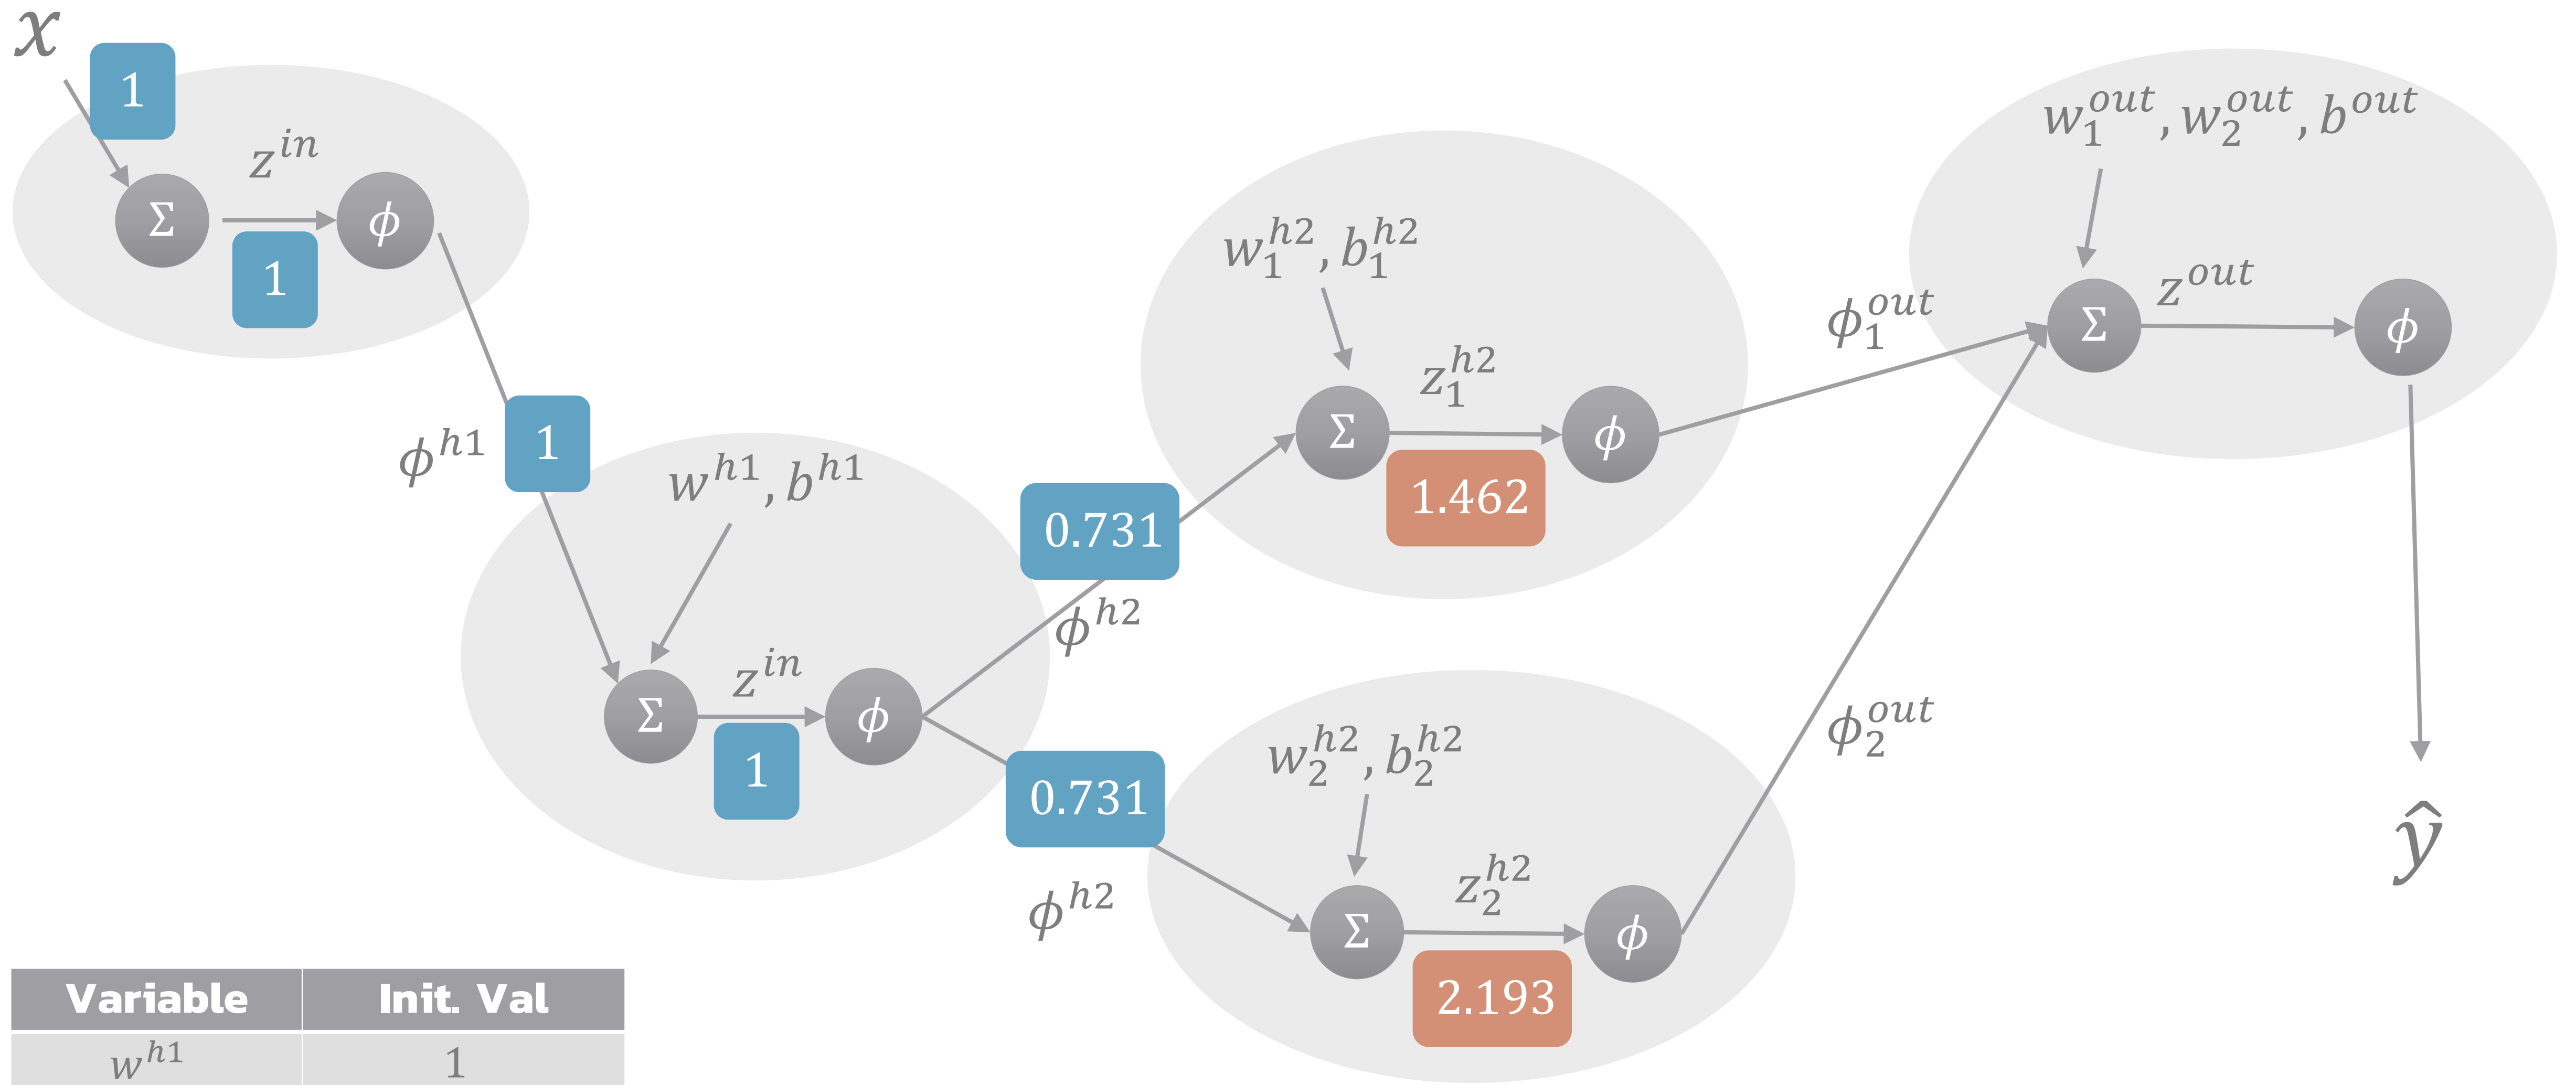 x
1
z^{in}
Σ
ϕ
1
ϕ^{h1}
1
w^{h1}, b^{h1}
Σ
z^{in}
ϕ
1
0.731
ϕ^{h2}
0.731
ϕ^{h2}
w_1^{h2}, b_1^{h2}
Σ
z_1^{h2}
ϕ
1.462
w_2^{h2}, b_2^{h2}
Σ
z_2^{h2}
ϕ
2.193
ϕ_1^{out}
ϕ_2^{out}
w_1^{out}, w_2^{out}, b^{out}
Σ
z^{out}
ϕ
ŷ
Variable Init. Val
w^{h1} 1